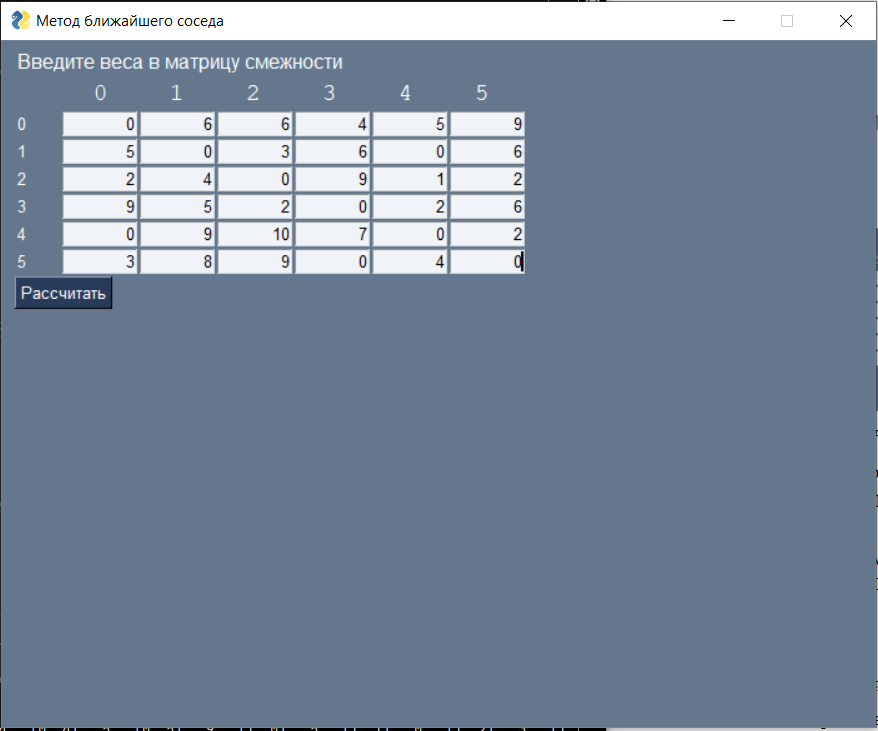 Метод ближайшего соседа
Введите веса в матрицу смежности
0 1 2 3 4 5
0 0 6 6 4 5 9
1 5 0 3 6 0 6
2 2 4 0 9 1 2
3 9 5 2 0 2 6
4 0 9 10 7 0 2
5 3 8 9 0 4 0
Рассчитать